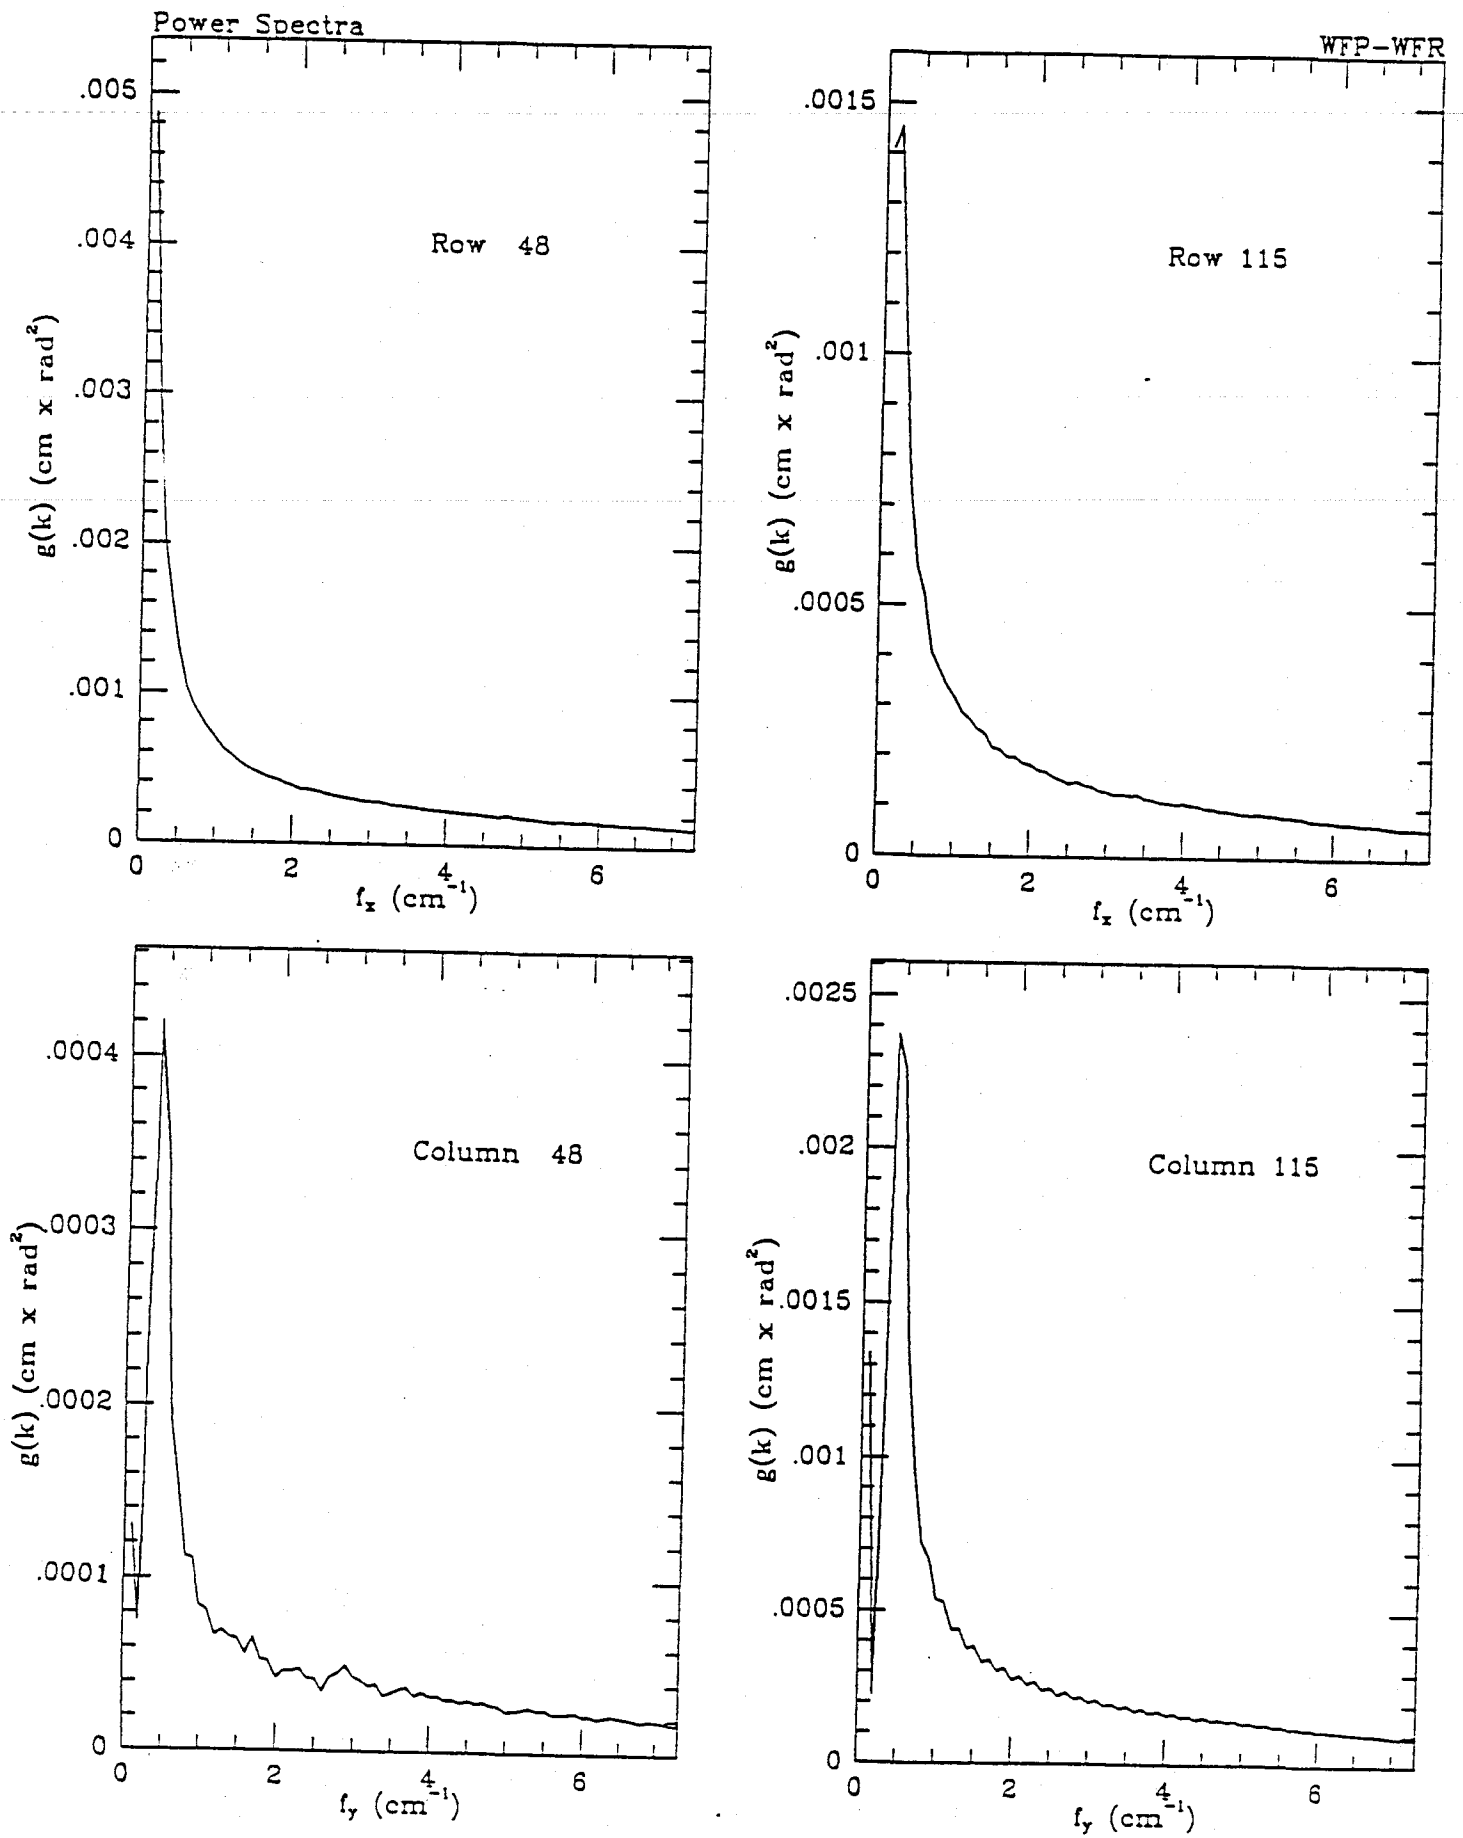 Power Spectra
WFP-WFR
.005
.004
.003
.002
.001
0
g(k) (cm x rad²)
Row 48
0 2 4 6
fₓ (cm⁻¹)
.0015
.001
.0005
0
g(k) (cm x rad²)
Row 115
0 2 4 6
fₓ (cm⁻¹)
.0004
.0003
.0002
.0001
0
g(k) (cm x rad²)
Column 48
0 2 4 6
f_y (cm⁻¹)
.0025
.002
.0015
.001
.0005
0
g(k) (cm x rad²)
Column 115
0 2 4 6
f_y (cm⁻¹)